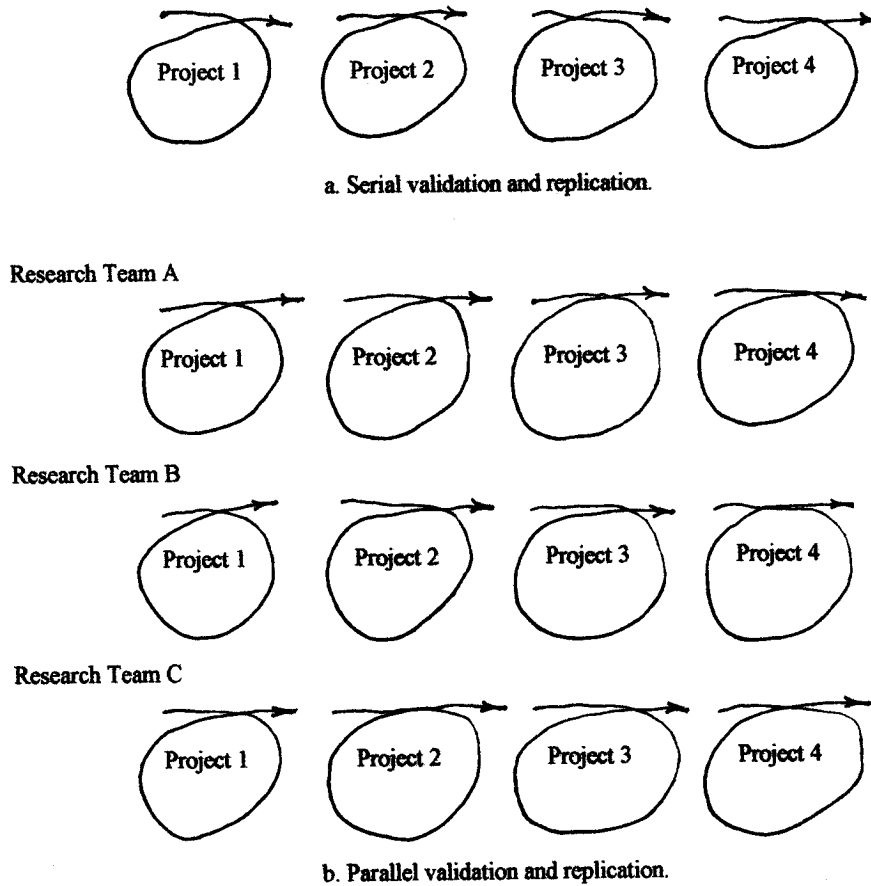 Project 1 Project 2 Project 3 Project 4
a. Serial validation and replication.
Research Team A
Project 1 Project 2 Project 3 Project 4
Research Team B
Project 1 Project 2 Project 3 Project 4
Research Team C
Project 1 Project 2 Project 3 Project 4
b. Parallel validation and replication.